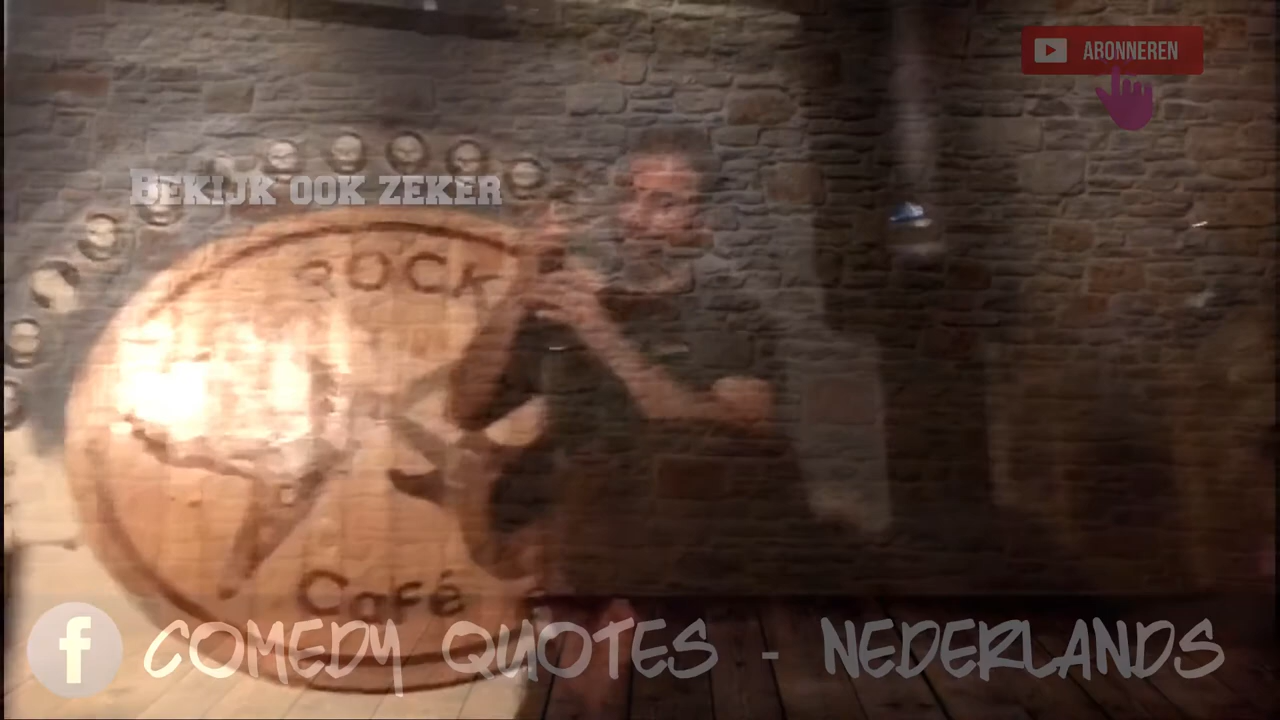 ABONNEREN
BEKIJK OOK ZEKER
ROCK
Café
f COMEDY QUOTES - NEDERLANDS